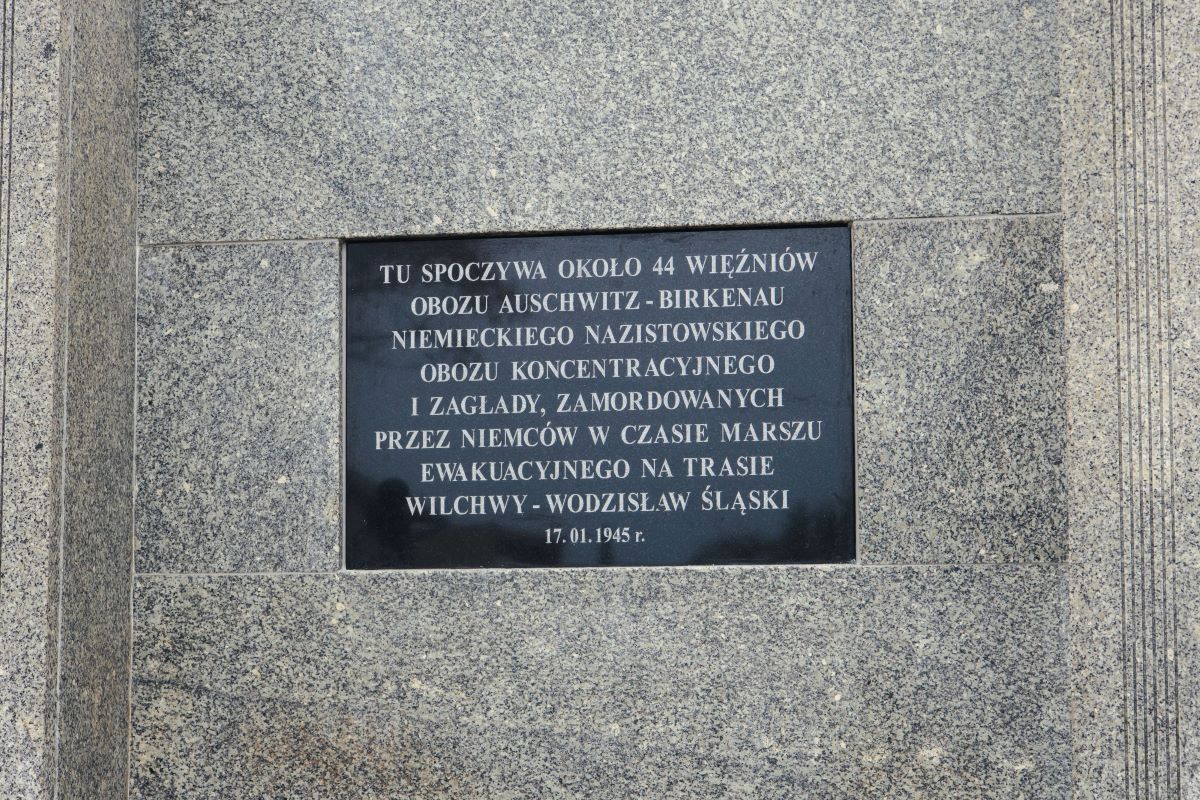 TU SPOCZYWA OKOŁO 44 WIĘŹNIÓW
OBOZU AUSCHWITZ-BIRKENAU
NIEMIECKIEGO NAZISTOWSKIEGO
OBOZU KONCENTRACYJNEGO
I ZAGŁADY, ZAMORDOWANYCH
PRZEZ NIEMCÓW W CZASIE MARSZU
EWAKUACYJNEGO NA TRASIE
WILCHWY-WODZISŁAW ŚLĄSKI
17.01.1945 r.